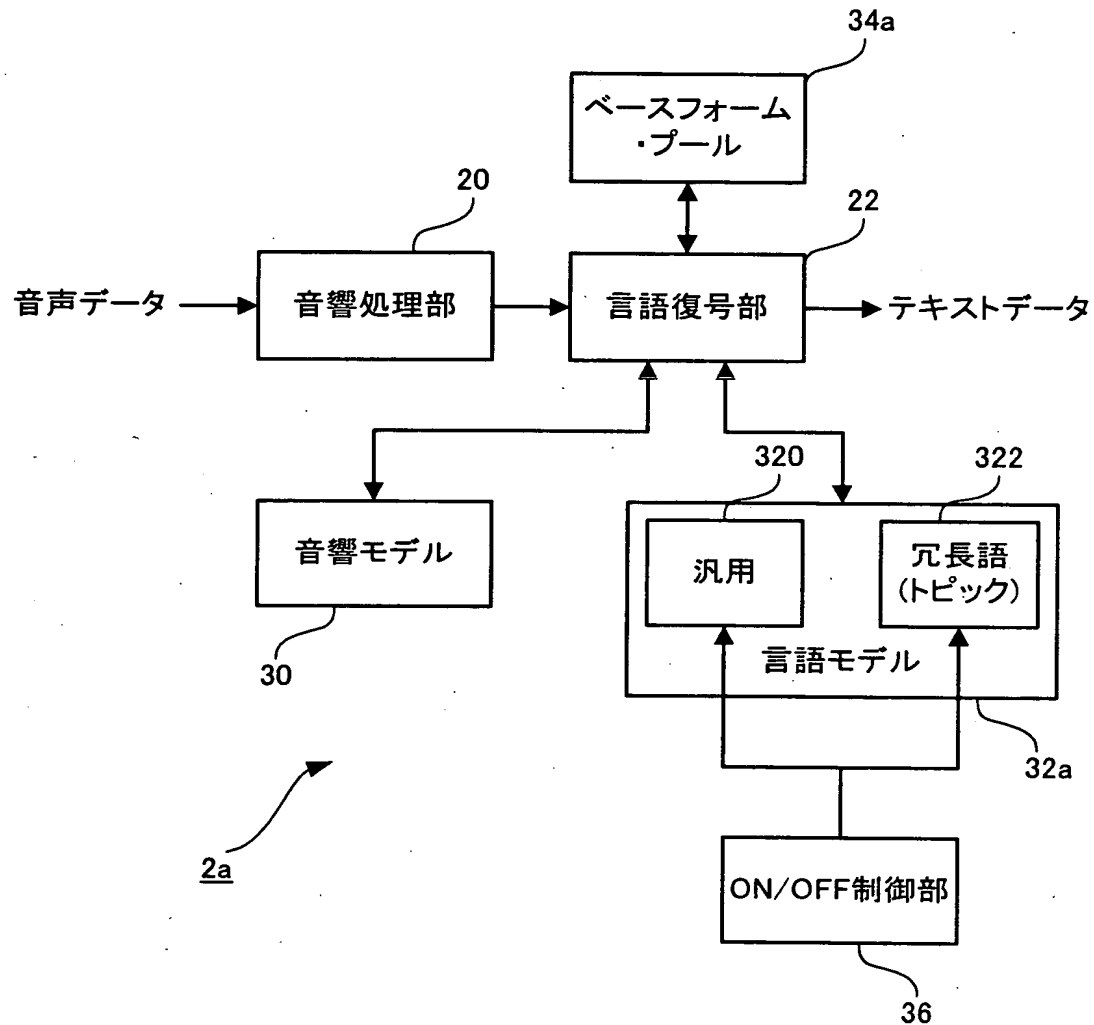 34a
ベースフォーム
・プール
20
22
音声データ
音響処理部
言語復号部
テキストデータ
320
322
音響モデル
汎用
冗長語
(トピック)
言語モデル
30
32a
2a
ON/OFF制御部
36